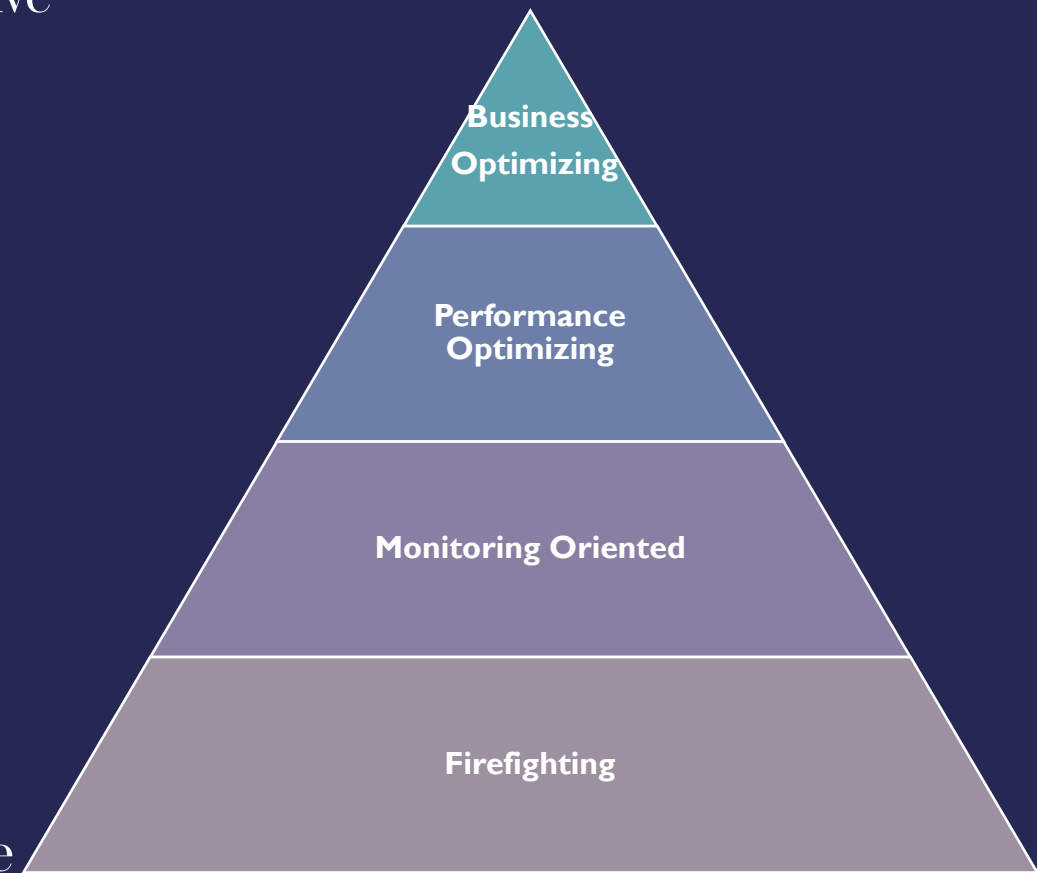 Business
Optimizing
Performance
Optimizing
Monitoring Oriented
Firefighting